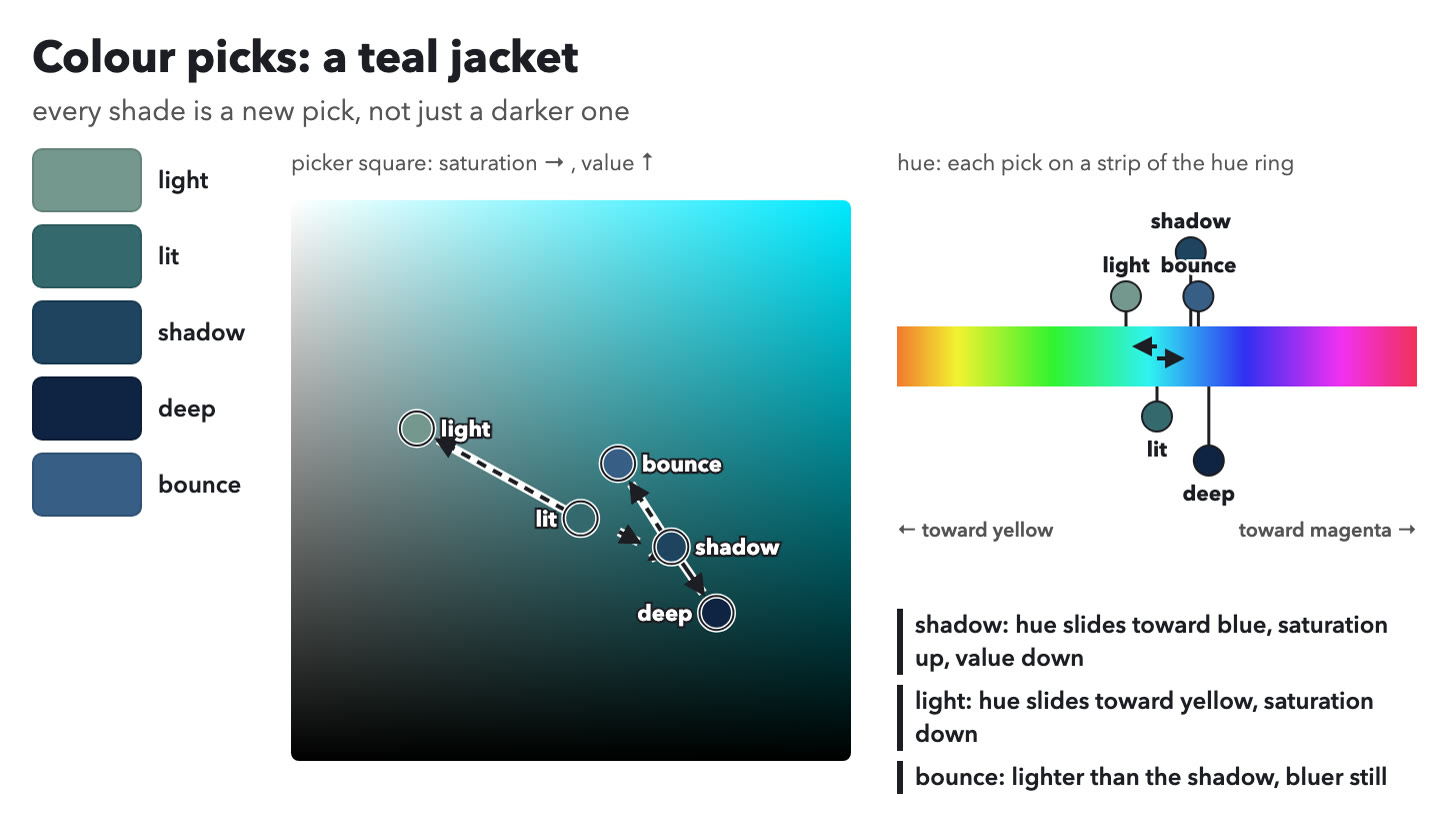 Colour picks: a teal jacket
every shade is a new pick, not just a darker one
light
lit
shadow
deep
bounce
picker square: saturation → , value ↑
light
bounce
lit
shadow
deep
hue: each pick on a strip of the hue ring
shadow
light bounce
lit
deep
← toward yellow
toward magenta →
shadow: hue slides toward blue, saturation
up, value down
light: hue slides toward yellow, saturation
down
bounce: lighter than the shadow, bluer still